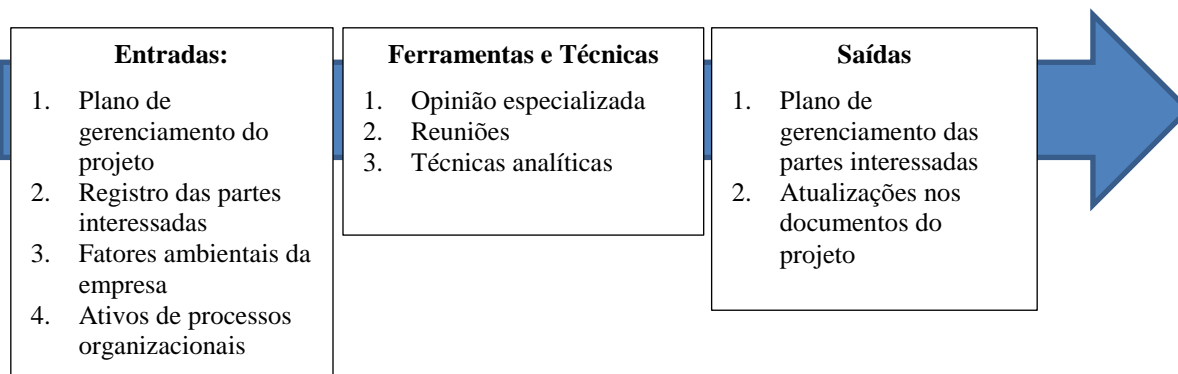 Entradas:
1. Plano de
gerenciamento do
projeto
2. Registro das partes
interessadas
3. Fatores ambientais da
empresa
4. Ativos de processos
organizacionais
Ferramentas e Técnicas
1. Opinião especializada
2. Reuniões
3. Técnicas analíticas
Saídas
1. Plano de
gerenciamento das
partes interessadas
2. Atualizações nos
documentos do
projeto